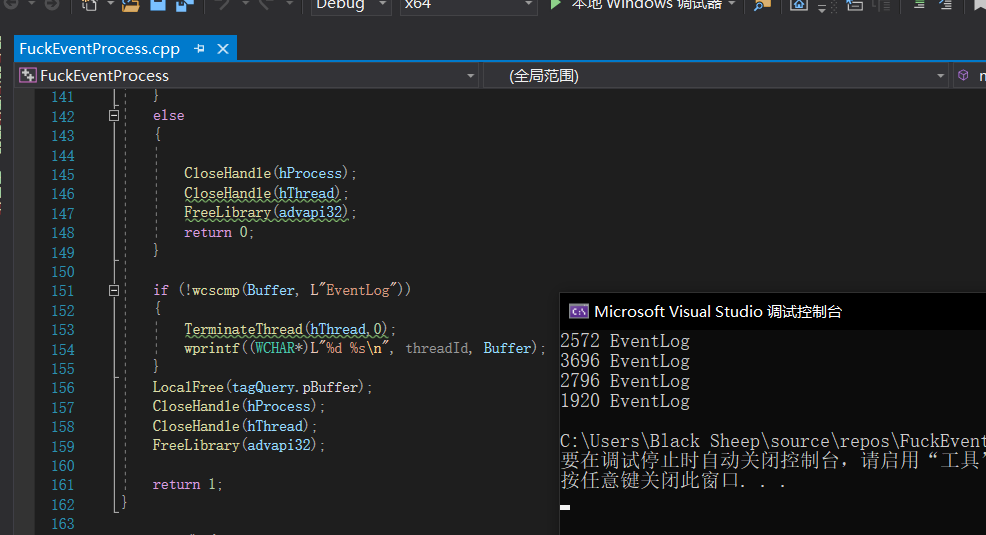 Debug x64 本地 Windows 调试器
FuckEventProcess.cpp
FuckEventProcess (全局范围)
141 }
142 else
143 {
144
145 CloseHandle(hProcess);
146 CloseHandle(hThread);
147 FreeLibrary(advapi32);
148 return 0;
149 }
150
151 if (!wcscmp(Buffer, L"EventLog"))
152 {
153 TerminateThread(hThread,0);
154 wprintf((WCHAR*)L"%d %s\n", threadId, Buffer);
155 }
156 LocalFree(tagQuery.pBuffer);
157 CloseHandle(hProcess);
158 CloseHandle(hThread);
159 FreeLibrary(advapi32);
160
161 return 1;
162 }
163
Microsoft Visual Studio 调试控制台
2572 EventLog
3696 EventLog
2796 EventLog
1920 EventLog
C:\Users\Black Sheep\source\repos\FuckEvent
要在调试停止时自动关闭控制台，请启用“工具”
按任意键关闭此窗口. . .